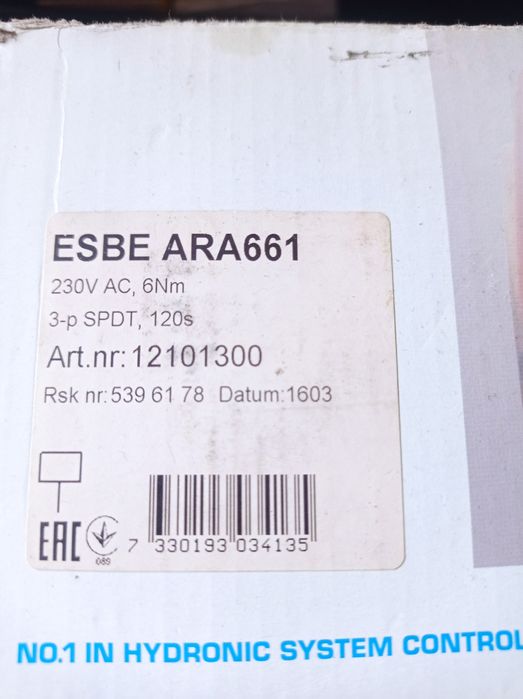 ESBE ARA661
230V AC, 6Nm
3-p SPDT, 120s
Art.nr:12101300
Rsk nr:539 61 78 Datum:1603
EAC
089
7 330193 034135
NO.1 IN HYDRONIC SYSTEM CONTROL